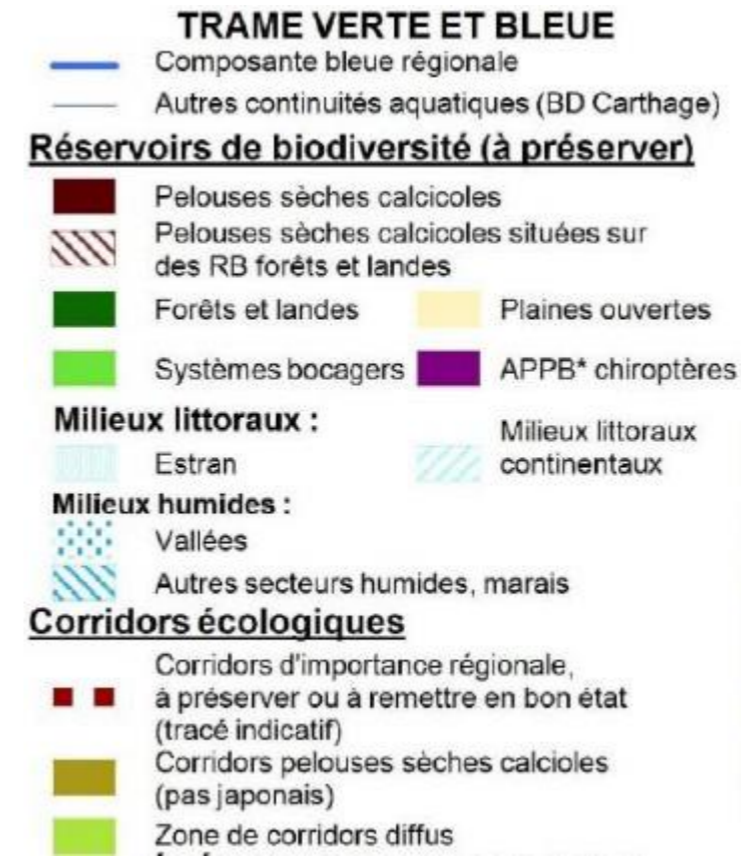 TRAME VERTE ET BLEUE
Composante bleue régionale
Autres continuités aquatiques (BD Carthage)
Réservoirs de biodiversité (à préserver)
Pelouses sèches calcicoles
Pelouses sèches calcicoles situées sur
des RB forêts et landes
Forêts et landes
Plaines ouvertes
Systèmes bocagers
APPB* chiroptères
Milieux littoraux :
Estran
Milieux littoraux
continentaux
Milieux humides :
Vallées
Autres secteurs humides, marais
Corridors écologiques
Corridors d'importance régionale,
à préserver ou à remettre en bon état
(tracé indicatif)
Corridors pelouses sèches calcioles
(pas japonais)
Zone de corridors diffus